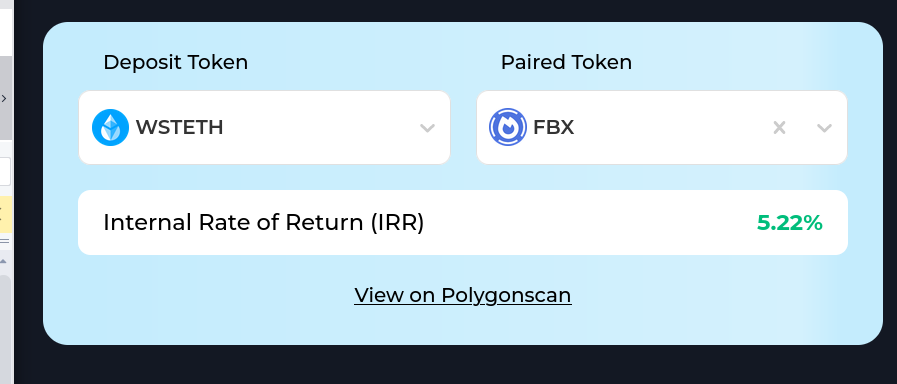 Deposit Token
Paired Token
WSTETH
FBX
Internal Rate of Return (IRR)
5.22%
View on Polygonscan